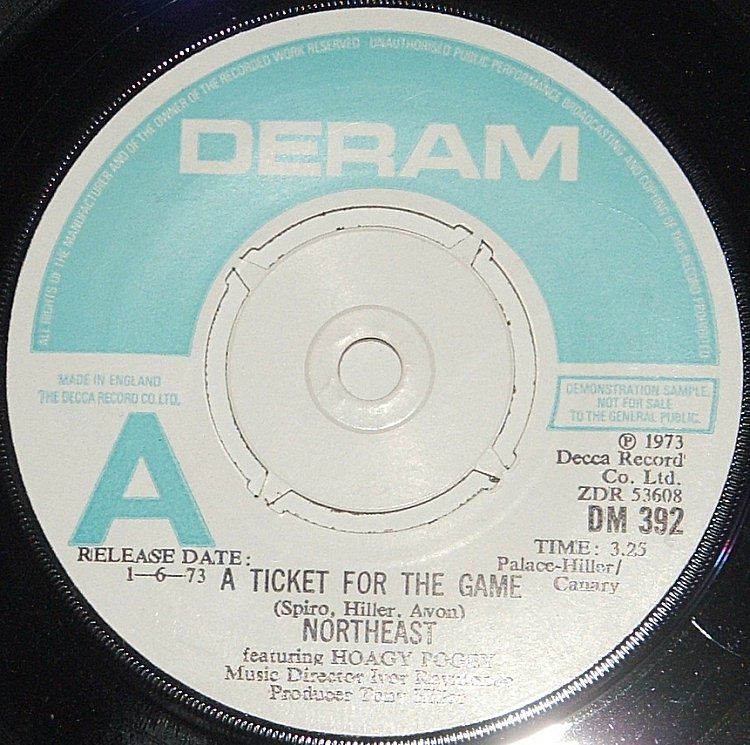 ALL RIGHTS OF THE MANUFACTURER AND OF THE OWNER OF THE RECORDED WORK RESERVED · UNAUTHORISED PUBLIC PERFORMANCE BROADCASTING AND COPYING OF THIS RECORD PROHIBITED
DERAM
MADE IN ENGLAND
THE DECCA RECORD CO. LTD.
DEMONSTRATION SAMPLE
NOT FOR SALE
TO THE GENERAL PUBLIC.
A
℗ 1973
Decca Record
Co. Ltd.
ZDR 53608
DM 392
RELEASE DATE:
1-6-73
TIME: 3.25
Palace-Hiller/
Canary
A TICKET FOR THE GAME
(Spiro, Hiller, Avon)
NORTHEAST
featuring HOAGY
Music Director Ivor
Producer Tony